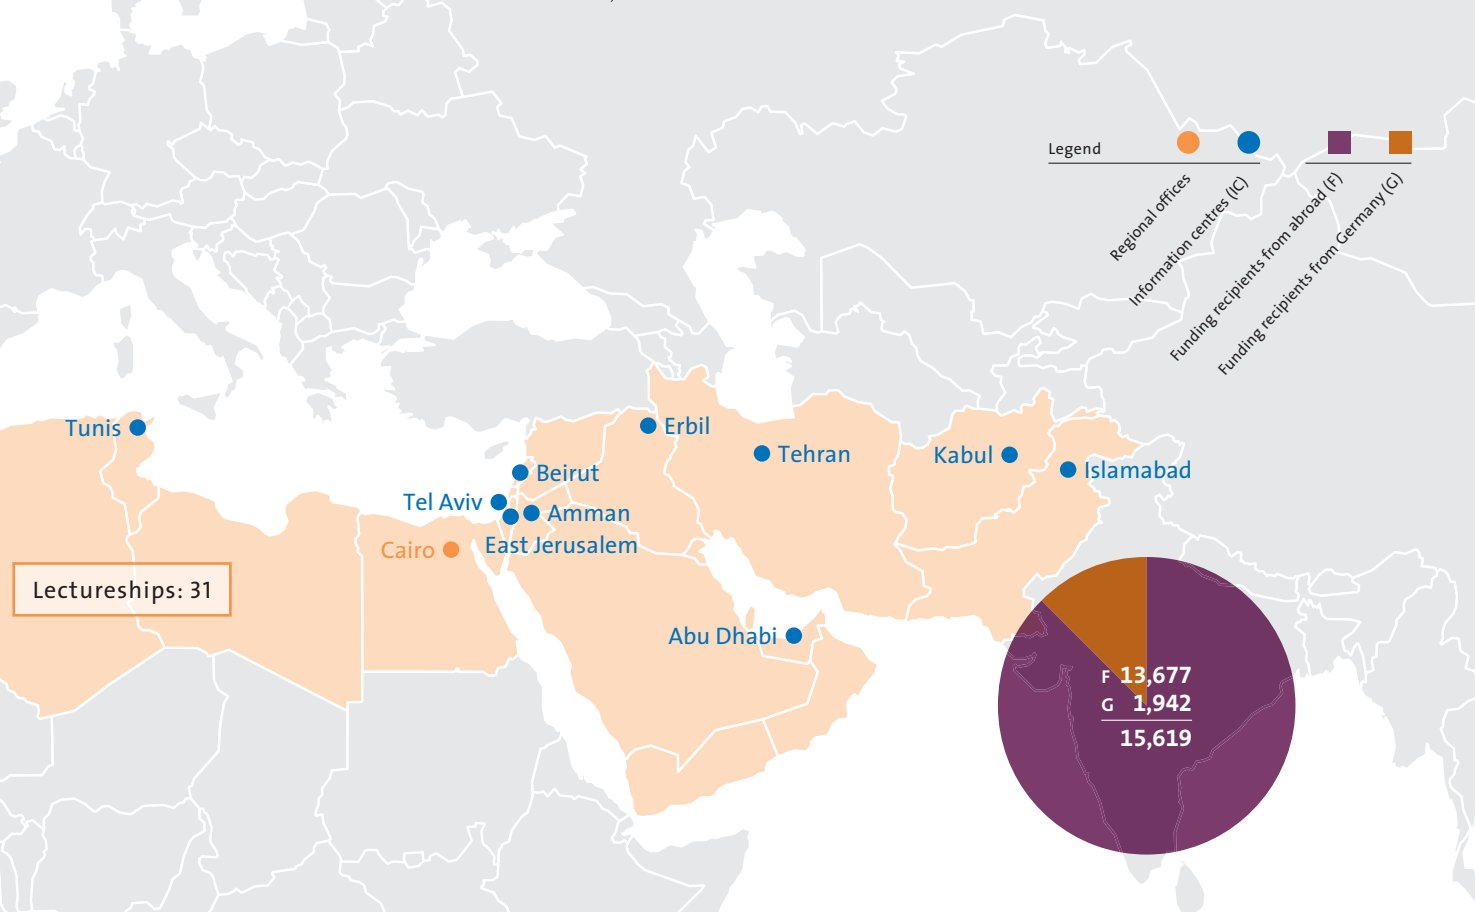 Legend
Regional offices
Information centres (IC)
Funding recipients from abroad (F)
Funding recipients from Germany (G)
Tunis
Erbil
Tehran
Kabul
Islamabad
Beirut
Tel Aviv
Amman
East Jerusalem
Cairo
Lectureships: 31
Abu Dhabi
F 13,677
G 1,942
15,619